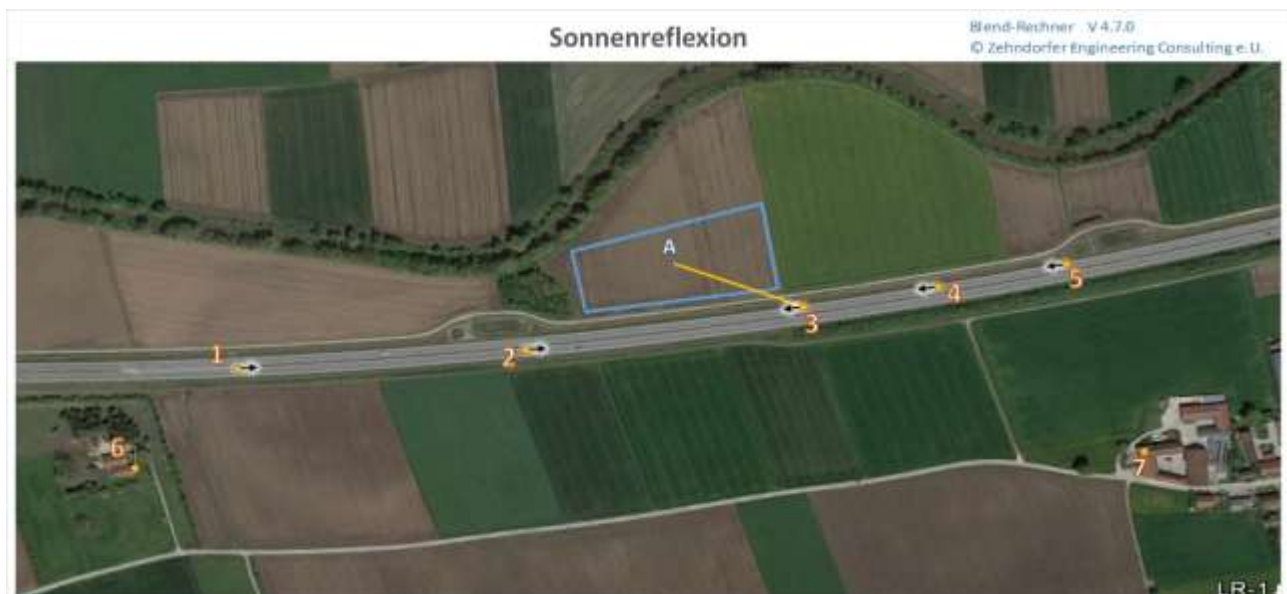 Sonnenreflexion
Blend-Rechner V 4.7.0
© Zehndorfer Engineering Consulting e.U.
A
1
2
3
4
5
6
7
LR-1